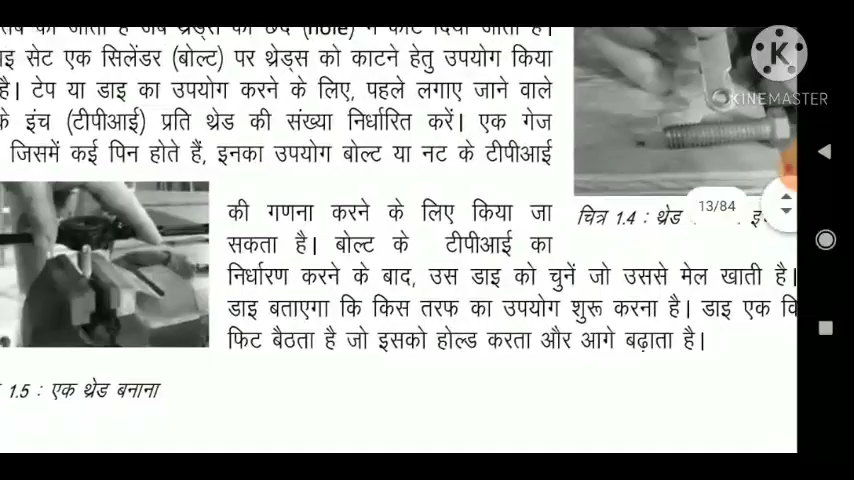 (hole)
इ सेट एक सिलेंडर (बोल्ट) पर थ्रेड्स को काटने हेतु उपयोग किया
है। टेप या डाइ का उपयोग करने के लिए, पहले लगाए जाने वाले
के इंच (टीपीआई) प्रति थ्रेड की संख्या निर्धारित करें। एक गेज
जिसमें कई पिन होते हैं, इनका उपयोग बोल्ट या नट के टीपीआई
की गणना करने के लिए किया जा
सकता है। बोल्ट के टीपीआई का
निर्धारण करने के बाद, उस डाइ को चुनें जो उससे मेल खाती है।
डाइ बताएगा कि किस तरफ का उपयोग शुरू करना है। डाइ एक
फिट बैठता है जो इसको होल्ड करता और आगे बढ़ाता है।
चित्र 1.4 : थ्रेड
13/84
1.5 : एक थ्रेड बनाना
K
KINEMASTER